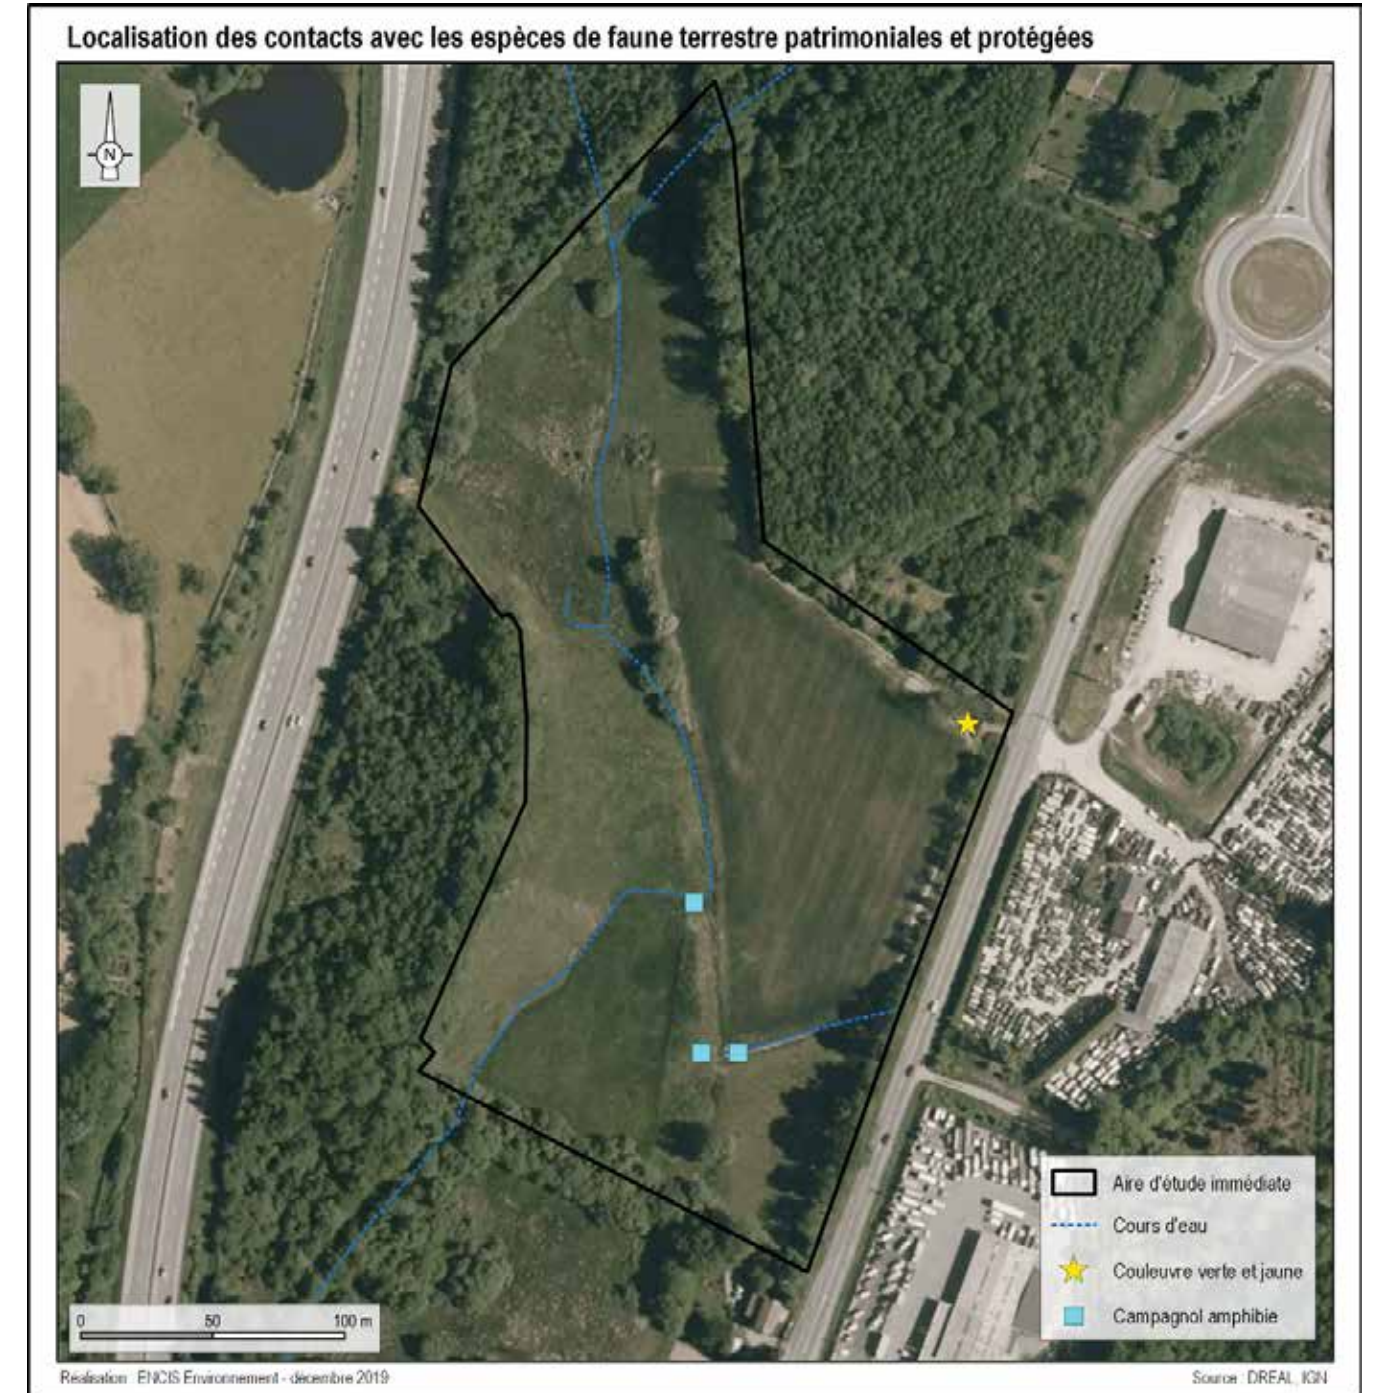 Localisation des contacts avec les espèces de faune terrestre patrimoniales et protégées
N
Aire d'étude immédiate
Cours d'eau
Couleuvre verte et jaune
Campagnol amphibie
0 50 100 m
Réalisation : ENCIS Environnement - décembre 2019
Source : DREAL, IGN